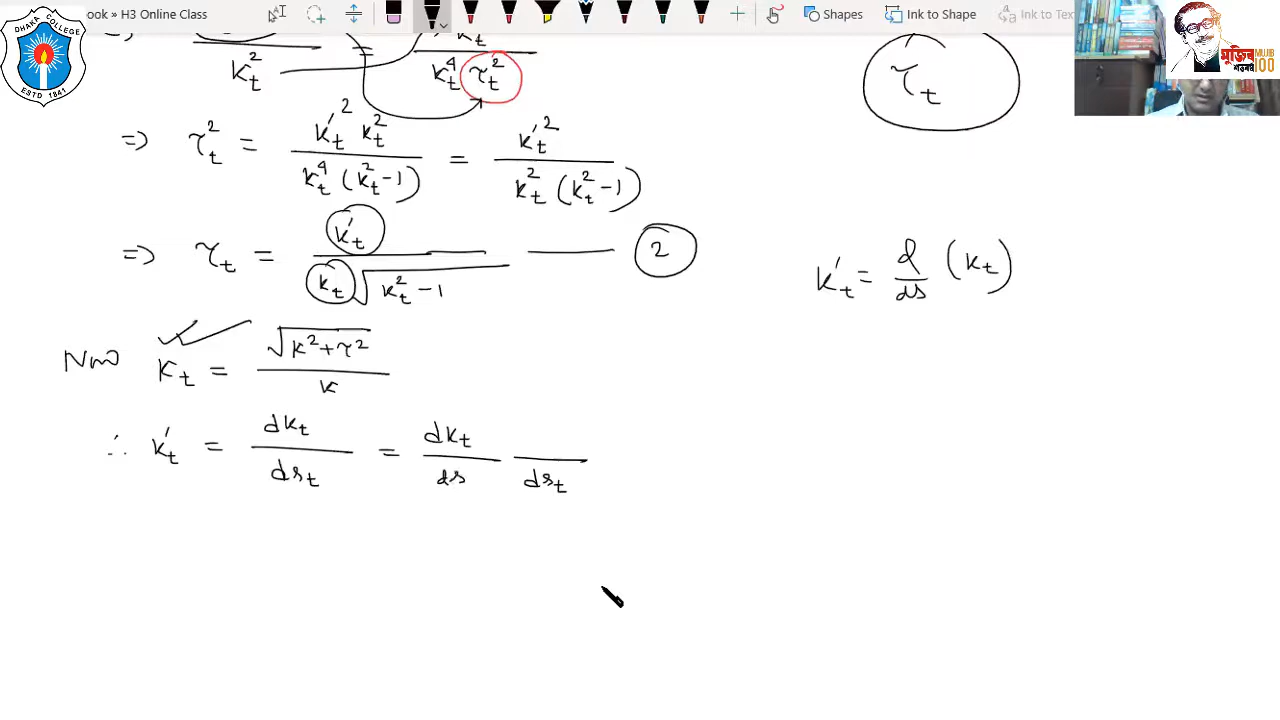 ook » H3 Online Class
Shapes
Ink to Shape
Ink to Text
DHAKA COLLEGE
ESTD 1841
মুজিব
শতবর্ষ
MUJIB
100
K_t^2 = K_t^4 τ_t^2
τ_t
=> τ_t^2 = K_t'^2 K_t^2 / K_t^4 (K_t^2 - 1) = K_t'^2 / K_t^2 (K_t^2 - 1)
=> τ_t = K_t' / K_t √(K_t^2 - 1) —— 2
K_t' = d/ds (K_t)
Now K_t = √(K^2 + τ^2) / K
∴ K_t' = dK_t / ds_t = dK_t / ds / ds_t